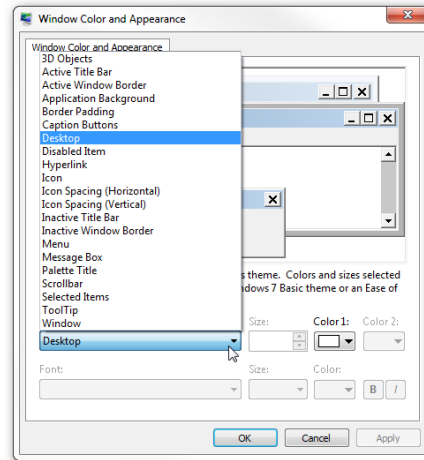 Window Color and Appearance
Window Color and Appearance
3D Objects
Active Title Bar
Active Window Border
Application Background
Border Padding
Caption Buttons
Desktop
Disabled Item
Hyperlink
Icon
Icon Spacing (Horizontal)
Icon Spacing (Vertical)
Inactive Title Bar
Inactive Window Border
Menu
Message Box
Palette Title
Scrollbar
Selected Items
ToolTip
Window
s theme. Colors and sizes selected
ndows 7 Basic theme or an Ease of
Size: Color 1: Color 2:
Desktop
Font: Size: Color:
B I
OK Cancel Apply